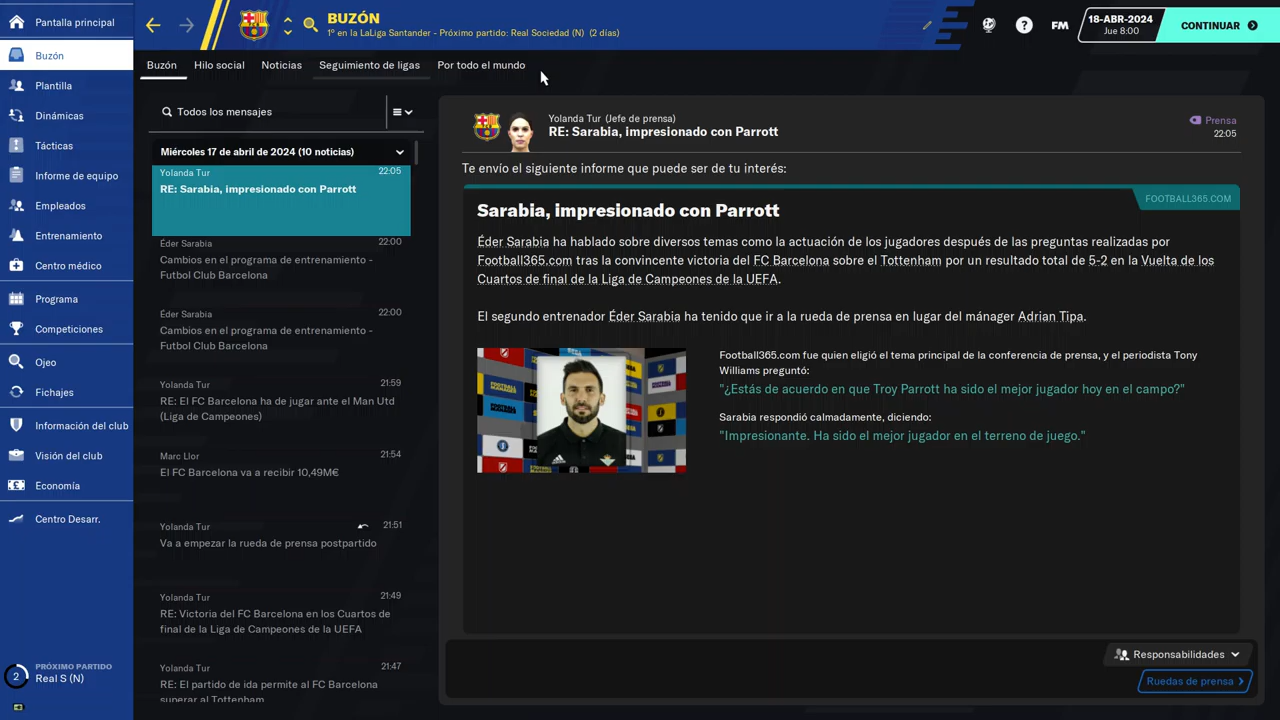 Pantalla principal
Buzón
Plantilla
Dinámicas
Tácticas
Informe de equipo
Empleados
Entrenamiento
Centro médico
Programa
Competiciones
Ojeo
Fichajes
Información del club
Visión del club
Economía
Centro Desarr.
2
PRÓXIMO PARTIDO
Real S (N)
BUZÓN
1º en la LaLiga Santander - Próximo partido: Real Sociedad (N) (2 días)
?
FM
18-ABR-2024
Jue 8:00
CONTINUAR
Buzón
Hilo social
Noticias
Seguimiento de ligas
Por todo el mundo
Todos los mensajes
Miércoles 17 de abril de 2024 (10 noticias)
Yolanda Tur 22:05
RE: Sarabia, impresionado con Parrott
Éder Sarabia 22:00
Cambios en el programa de entrenamiento -
Futbol Club Barcelona
Éder Sarabia 22:00
Cambios en el programa de entrenamiento -
Futbol Club Barcelona
Yolanda Tur 21:59
RE: El FC Barcelona ha de jugar ante el Man Utd
(Liga de Campeones)
Marc Llor 21:54
El FC Barcelona va a recibir 10,49M€
Yolanda Tur 21:51
Va a empezar la rueda de prensa postpartido
Yolanda Tur 21:49
RE: Victoria del FC Barcelona en los Cuartos de
final de la Liga de Campeones de la UEFA
Yolanda Tur 21:47
RE: El partido de ida permite al FC Barcelona
superar al Tottenham
Yolanda Tur (Jefe de prensa)
RE: Sarabia, impresionado con Parrott
Prensa
22:05
Te envío el siguiente informe que puede ser de tu interés:
FOOTBALL365.COM
Sarabia, impresionado con Parrott
Éder Sarabia ha hablado sobre diversos temas como la actuación de los jugadores después de las preguntas realizadas por
Football365.com tras la convincente victoria del FC Barcelona sobre el Tottenham por un resultado total de 5-2 en la Vuelta de los
Cuartos de final de la Liga de Campeones de la UEFA.
El segundo entrenador Éder Sarabia ha tenido que ir a la rueda de prensa en lugar del mánager Adrian Tipa.
Football365.com fue quien eligió el tema principal de la conferencia de prensa, y el periodista Tony
Williams preguntó:
"¿Estás de acuerdo en que Troy Parrott ha sido el mejor jugador hoy en el campo?"
Sarabia respondió calmadamente, diciendo:
"Impresionante. Ha sido el mejor jugador en el terreno de juego."
Responsabilidades
Ruedas de prensa